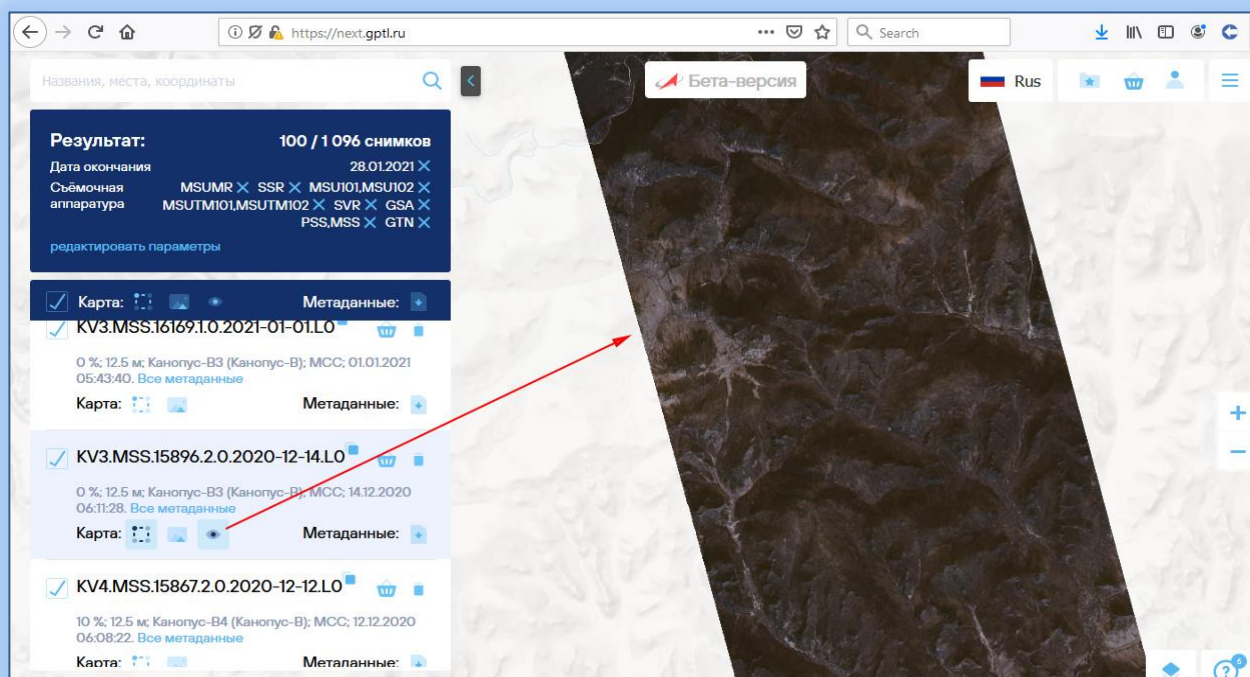 https://next.gptl.ru
Search
Названия, места, координаты
Бета-версия
Rus
Результат: 100 / 1 096 снимков
Дата окончания 28.01.2021
Съёмочная аппаратура MSUMR SSR MSU101,MSU102
MSUTM101,MSUTM102 SVR GSA
PSS,MSS GTN
редактировать параметры
Карта: Метаданные:
KV3.MSS.16169.1.0.2021-01-01.L0
0 %; 12.5 м; Канопус-В3 (Канопус-В); МСС; 01.01.2021
05:43:40. Все метаданные
Карта: Метаданные:
KV3.MSS.15896.2.0.2020-12-14.L0
0 %; 12.5 м; Канопус-В3 (Канопус-В); МСС; 14.12.2020
06:11:28. Все метаданные
Карта: Метаданные:
KV4.MSS.15867.2.0.2020-12-12.L0
10 %; 12.5 м; Канопус-В4 (Канопус-В); МСС; 12.12.2020
06:08:22. Все метаданные
Карта: Метаданные:
6